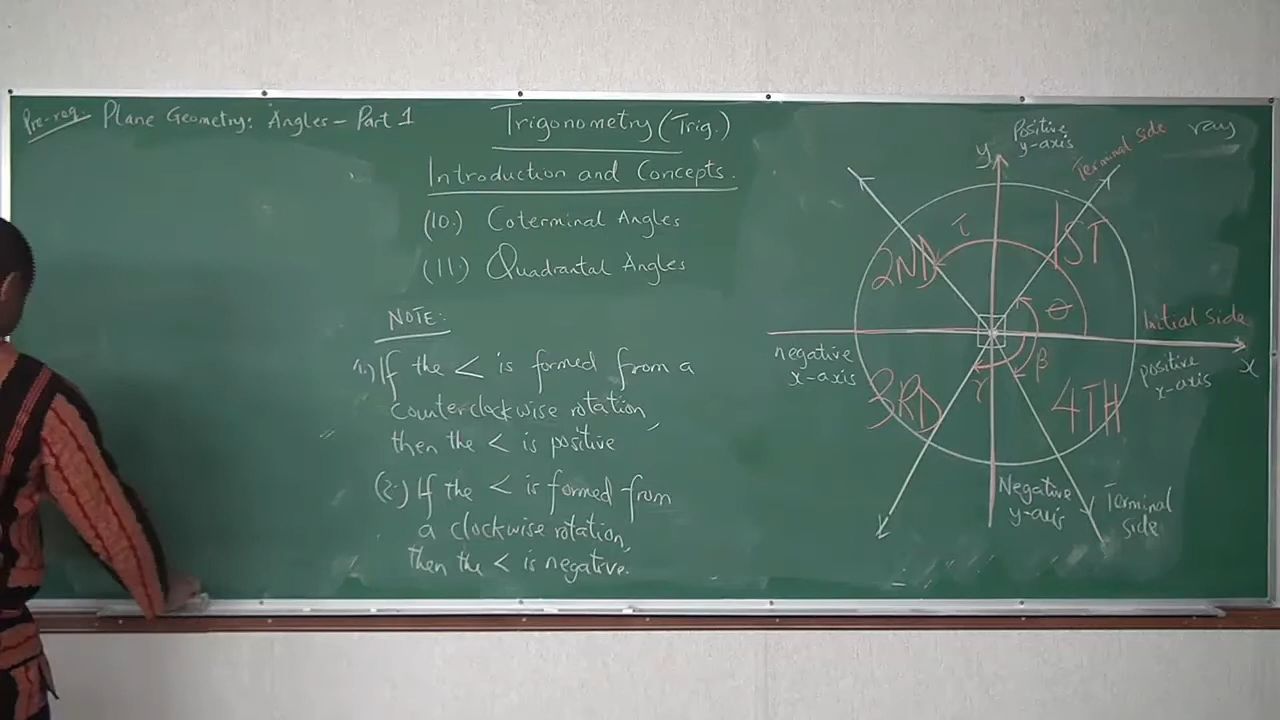 Pre-req. Plane Geometry: Angles - Part 1
Trigonometry (Trig.)
Introduction and Concepts.
(10.) Coterminal Angles
(11.) Quadrantal Angles
NOTE:
(1.) If the < is formed from a
counterclockwise rotation,
then the < is positive
(2.) If the < is formed from
a clockwise rotation,
then the < is negative.
y
Positive
y-axis
Terminal side
ray
τ
1ST
2ND
θ
Initial side
negative
x-axis
positive
x-axis
x
β
γ
3RD
4TH
Negative
y-axis
Terminal
side